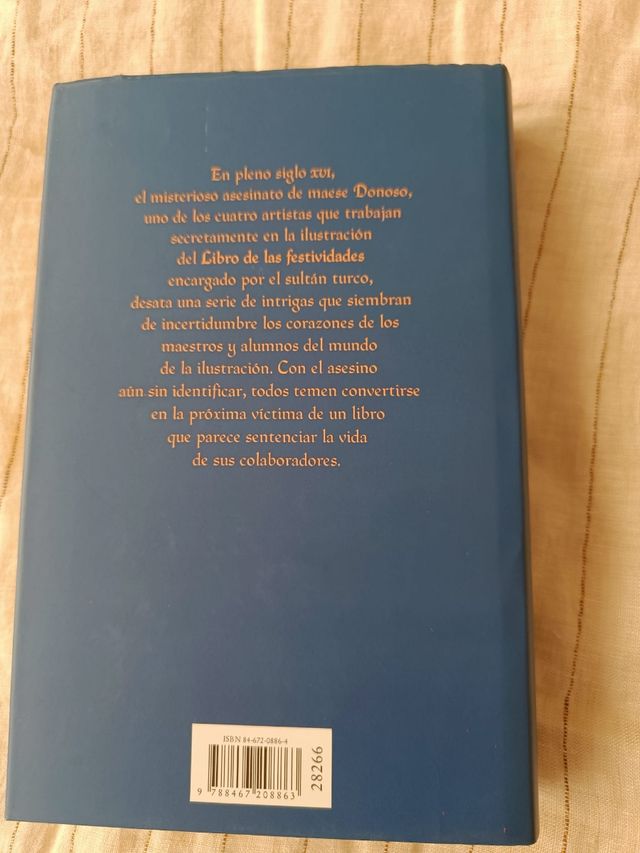 En pleno siglo XVI,
el misterioso asesinato de maese Donoso,
uno de los cuatro artistas que trabajan
secretamente en la ilustración
del Libro de las festividades
encargado por el sultán turco,
desata una serie de intrigas que siembran
de incertidumbre los corazones de los
maestros y alumnos del mundo
de la ilustración. Con el asesino
aún sin identificar, todos temen convertirse
en la próxima víctima de un libro
que parece sentenciar la vida
de sus colaboradores.
ISBN 84-672-0886-4
9 788467 208863
28266